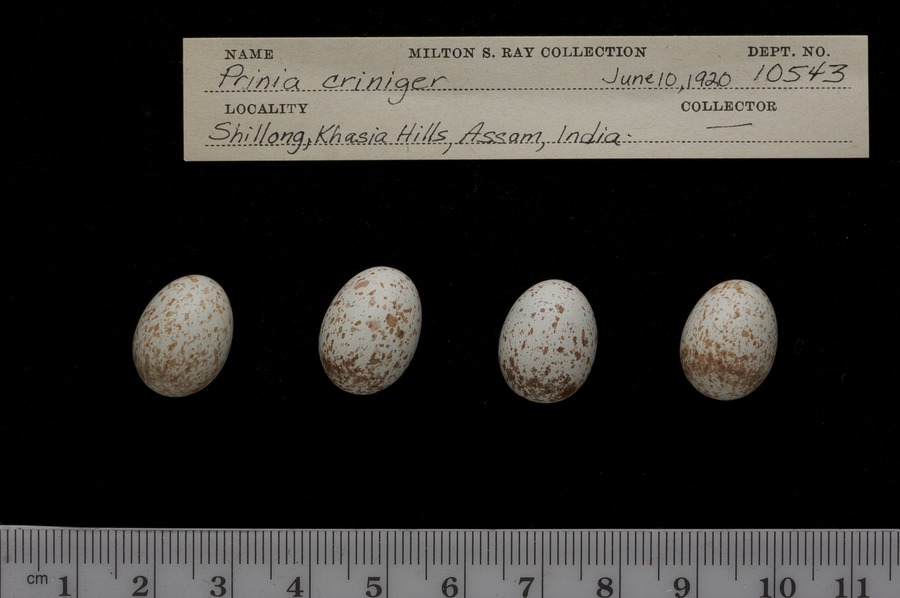 NAME MILTON S. RAY COLLECTION DEPT. NO.
Prinia criniger June 10, 1920 10543
LOCALITY COLLECTOR
Shillong, Khasia Hills, Assam, India.
cm 1 2 3 4 5 6 7 8 9 10 11